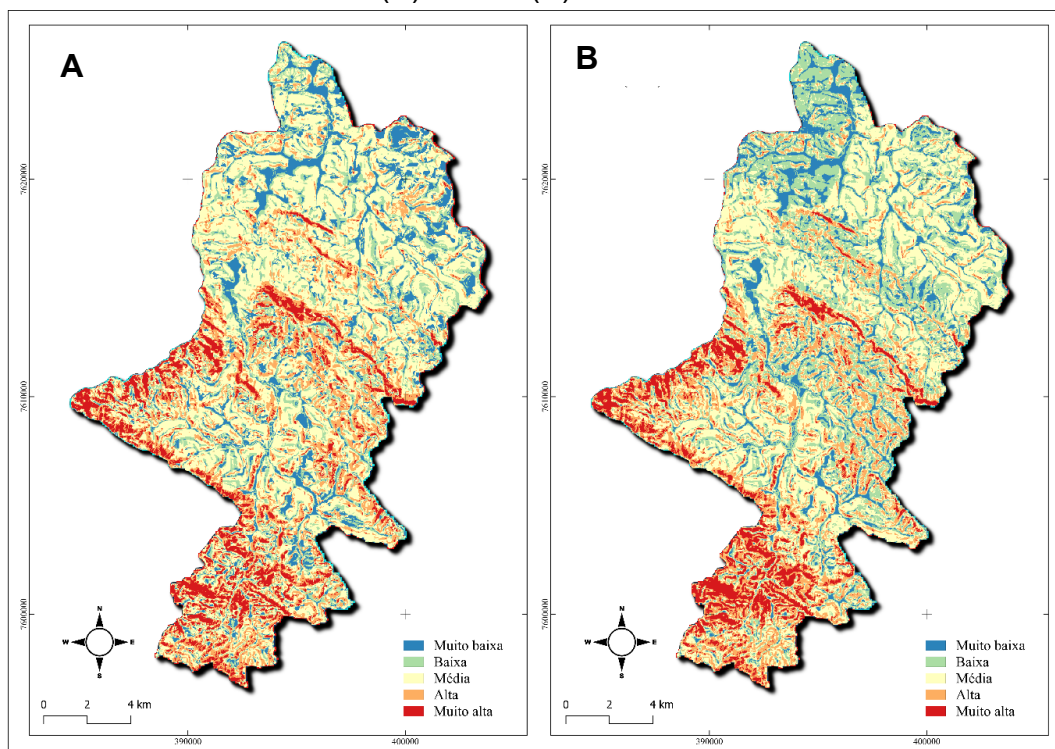 (A) (B)
A
B
7620000
7610000
7600000
N
W E
S
0 2 4 km
Muito baixa
Baixa
Média
Alta
Muito alta
390000 400000
N
W E
S
0 2 4 km
Muito baixa
Baixa
Média
Alta
Muito alta
7620000
7610000
7600000
390000 400000